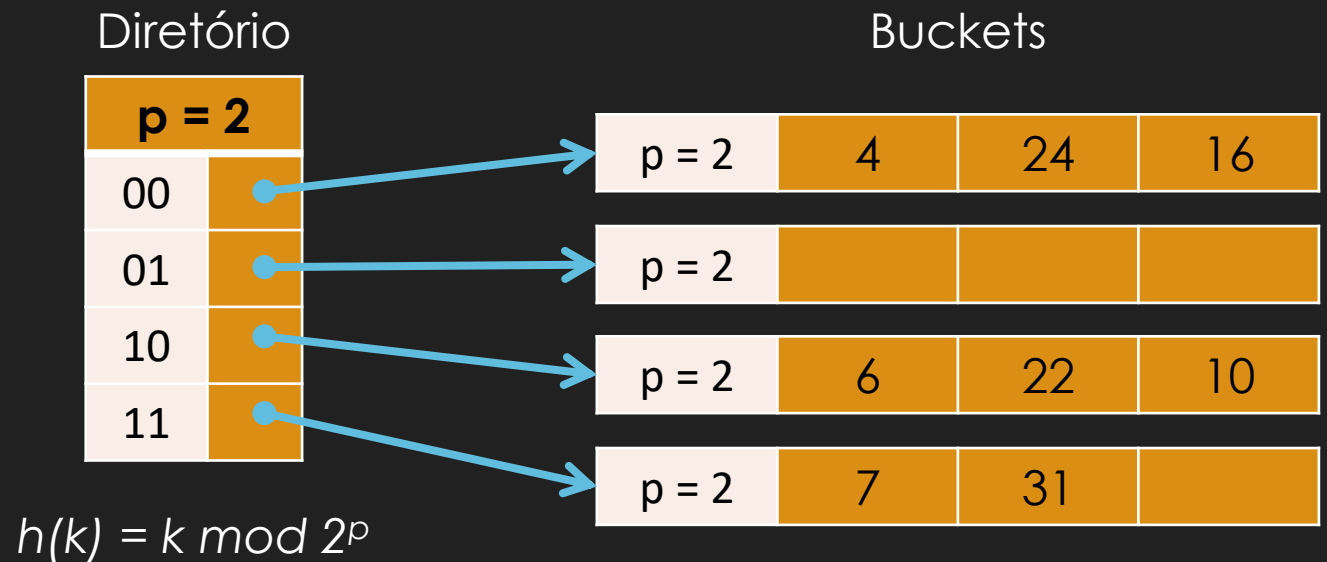 Diretório Buckets
p = 2
p = 2 4 24 16
00
01 p = 2
10 p = 2 6 22 10
11
p = 2 7 31
h(k) = k mod 2ᵖ